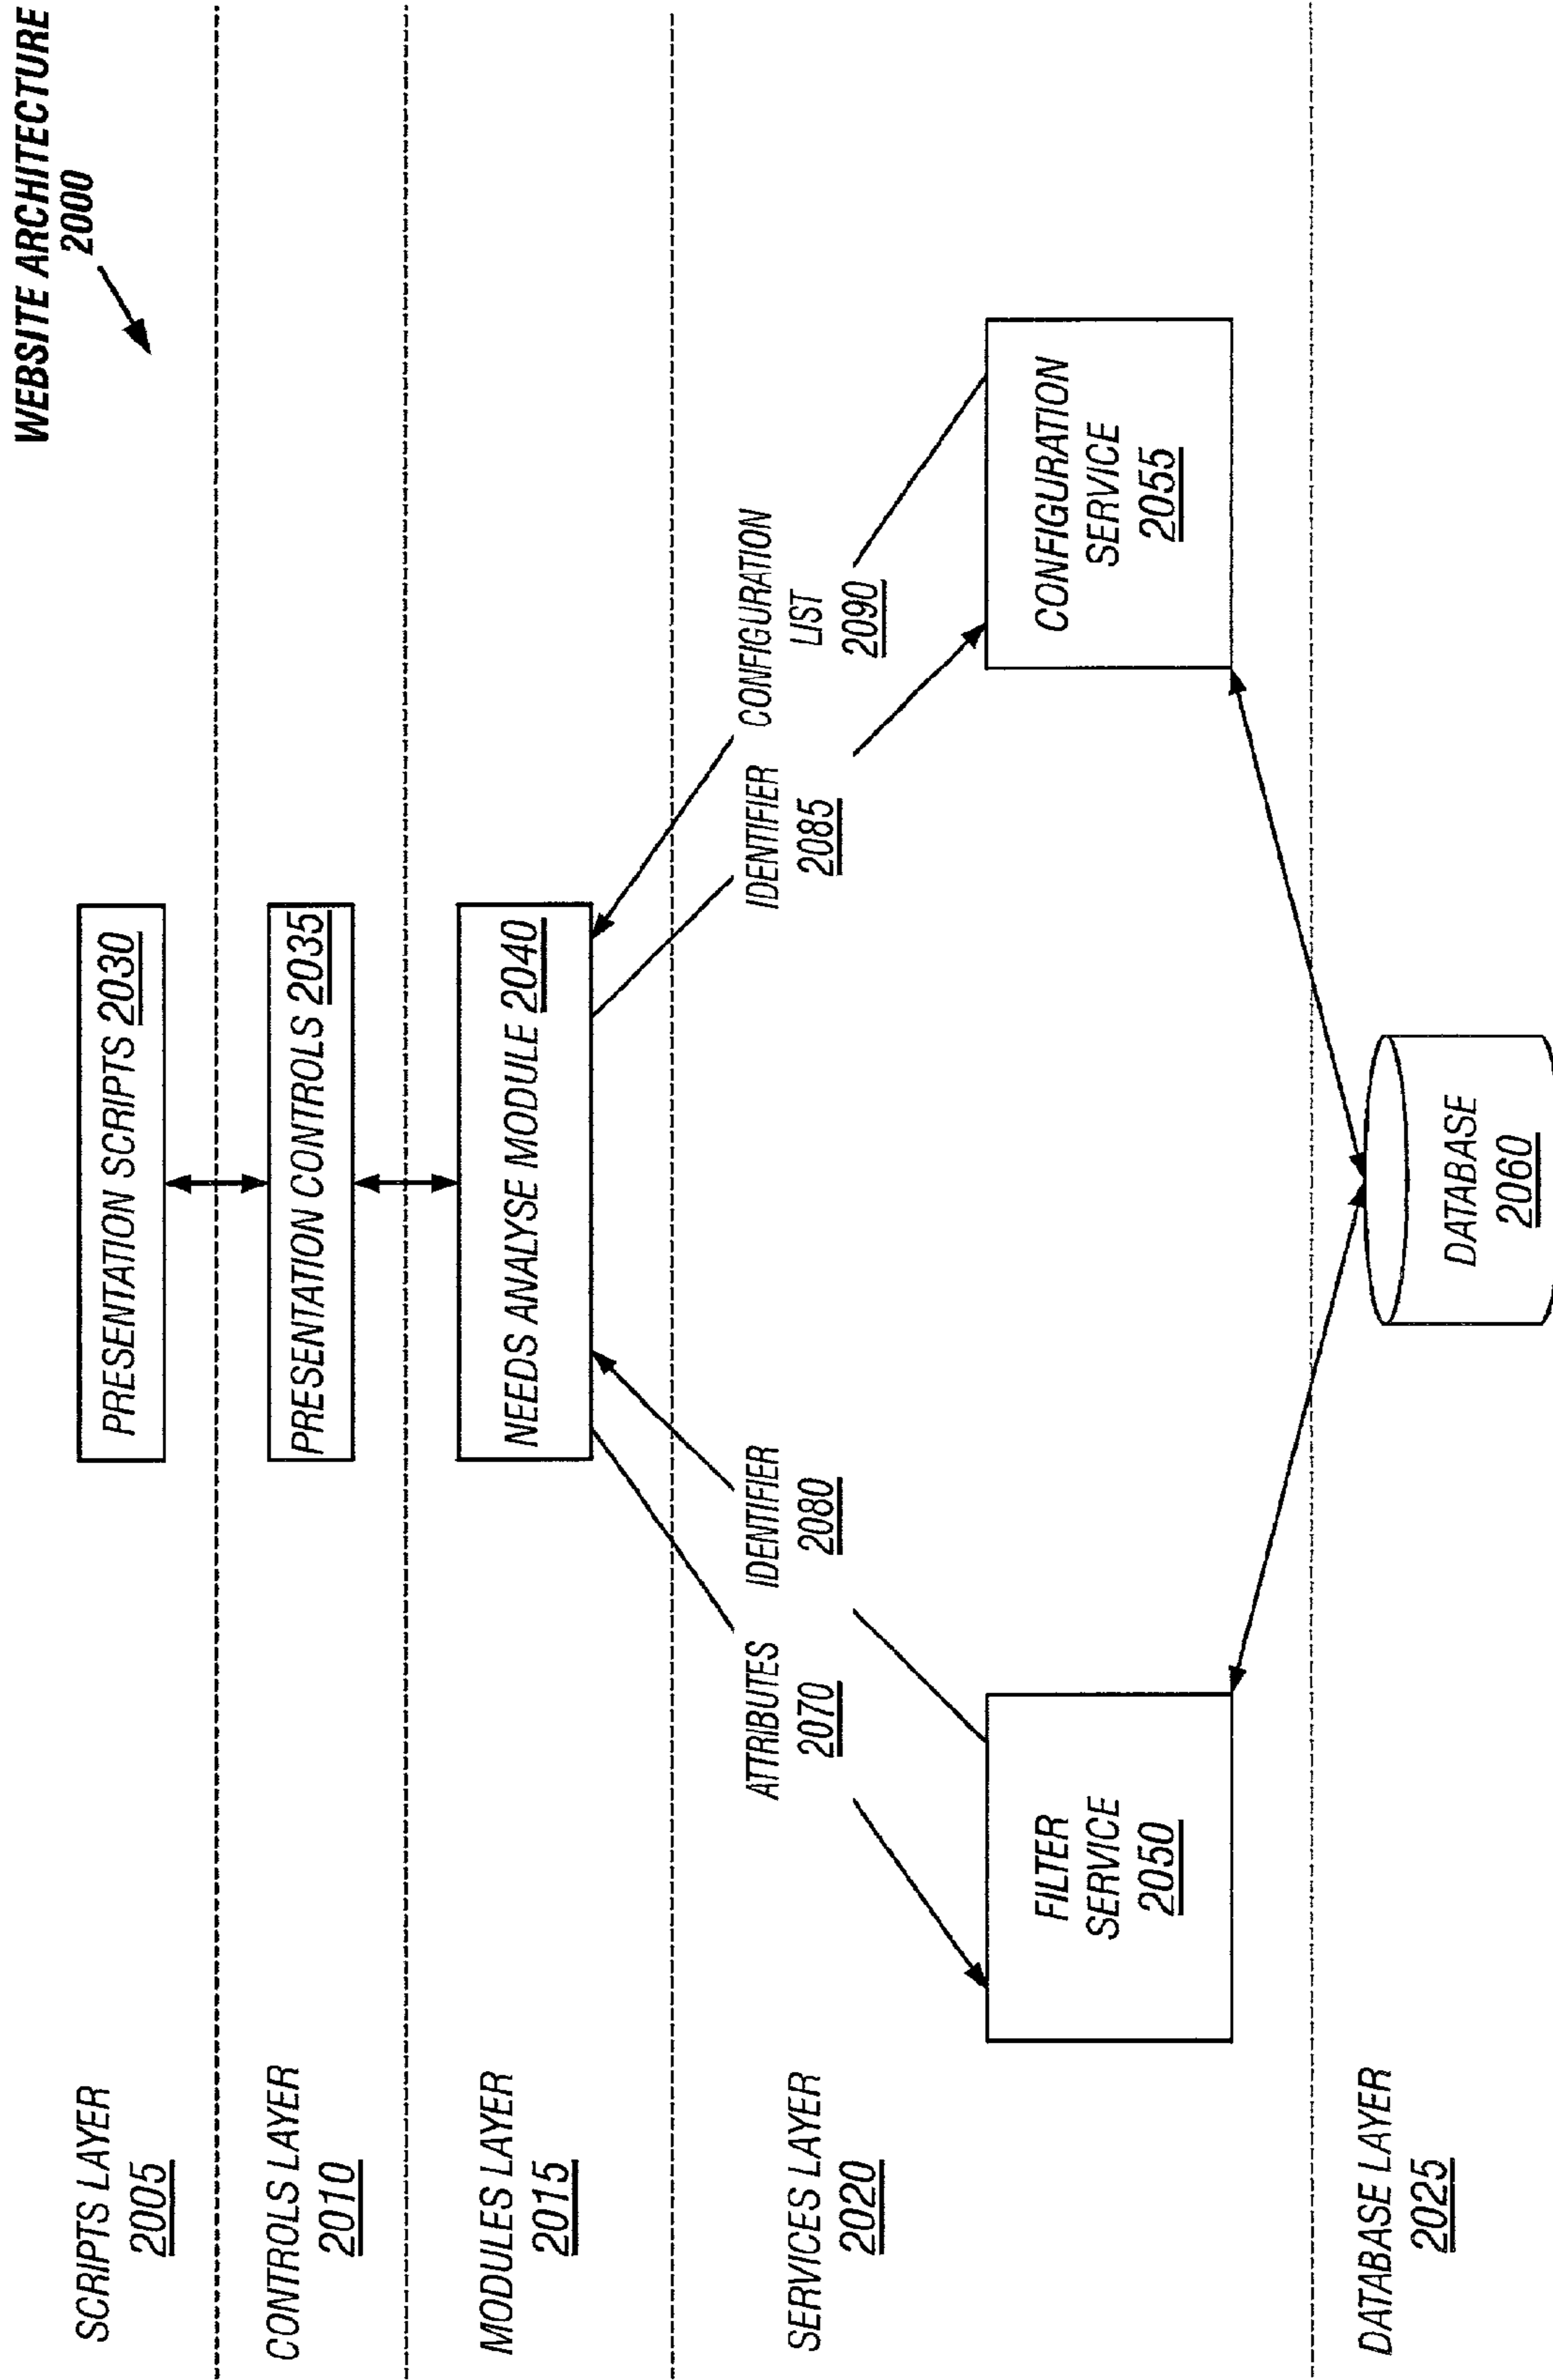 WEBSITE ARCHITECTURE
2000
SCRIPTS LAYER
2005
PRESENTATION SCRIPTS 2030
CONTROLS LAYER
2010
PRESENTATION CONTROLS 2035
MODULES LAYER
2015
NEEDS ANALYSE MODULE 2040
SERVICES LAYER
2020
ATTRIBUTES
2070
IDENTIFIER
2080
IDENTIFIER
2085
CONFIGURATION
LIST
2090
FILTER
SERVICE
2050
CONFIGURATION
SERVICE
2055
DATABASE LAYER
2025
DATABASE
2060